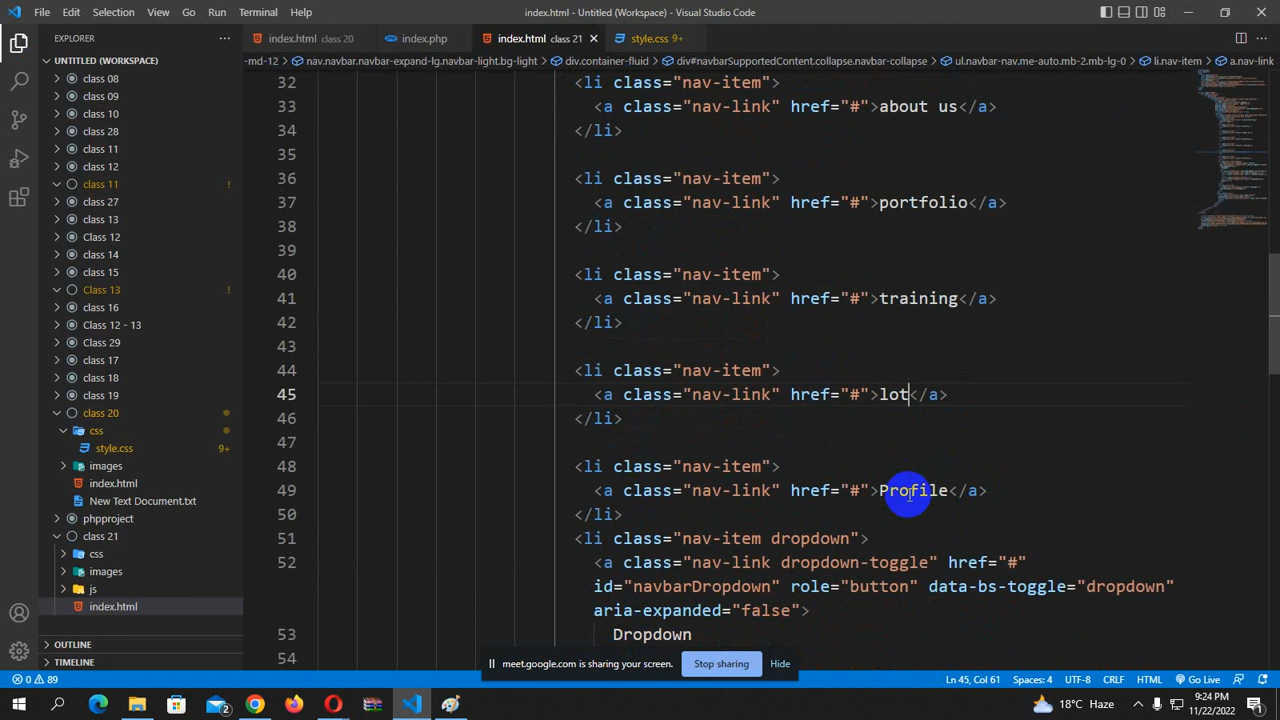 File Edit Selection View Go Run Terminal Help
index.html - Untitled (Workspace) - Visual Studio Code
EXPLORER
index.html class 20
index.php
index.html class 21
style.css 9+
UNTITLED (WORKSPACE)
-md-12 > nav.navbar.navbar-expand-lg.navbar-light.bg-light > div.container-fluid > div#navbarSupportedContent.collapse.navbar-collapse > ul.navbar-nav.me-auto.mb-2.mb-lg-0 > li.nav-item > a.nav-link
class 08
class 09
class 10
class 28
class 11
class 12
class 11 !
class 27
class 13
Class 12
class 14
class 15
Class 13 !
class 16
Class 12 - 13
Class 29
class 17
class 18
class 19
class 20
css
style.css 9+
images
index.html
New Text Document.txt
phpproject
class 21
css
images
js
index.html
OUTLINE
TIMELINE
32 <li class="nav-item">
33 <a class="nav-link" href="#">about us</a>
34 </li>
35
36 <li class="nav-item">
37 <a class="nav-link" href="#">portfolio</a>
38 </li>
39
40 <li class="nav-item">
41 <a class="nav-link" href="#">training</a>
42 </li>
43
44 <li class="nav-item">
45 <a class="nav-link" href="#">lot</a>
46 </li>
47
48 <li class="nav-item">
49 <a class="nav-link" href="#">Profile</a>
50 </li>
51 <li class="nav-item dropdown">
52 <a class="nav-link dropdown-toggle" href="#"
id="navbarDropdown" role="button" data-bs-toggle="dropdown"
aria-expanded="false">
53 Dropdown
54
meet.google.com is sharing your screen. Stop sharing Hide
0 89
Ln 45, Col 61 Spaces: 4 UTF-8 CRLF HTML Go Live
2
18°C Haze
9:24 PM
11/22/2022
1